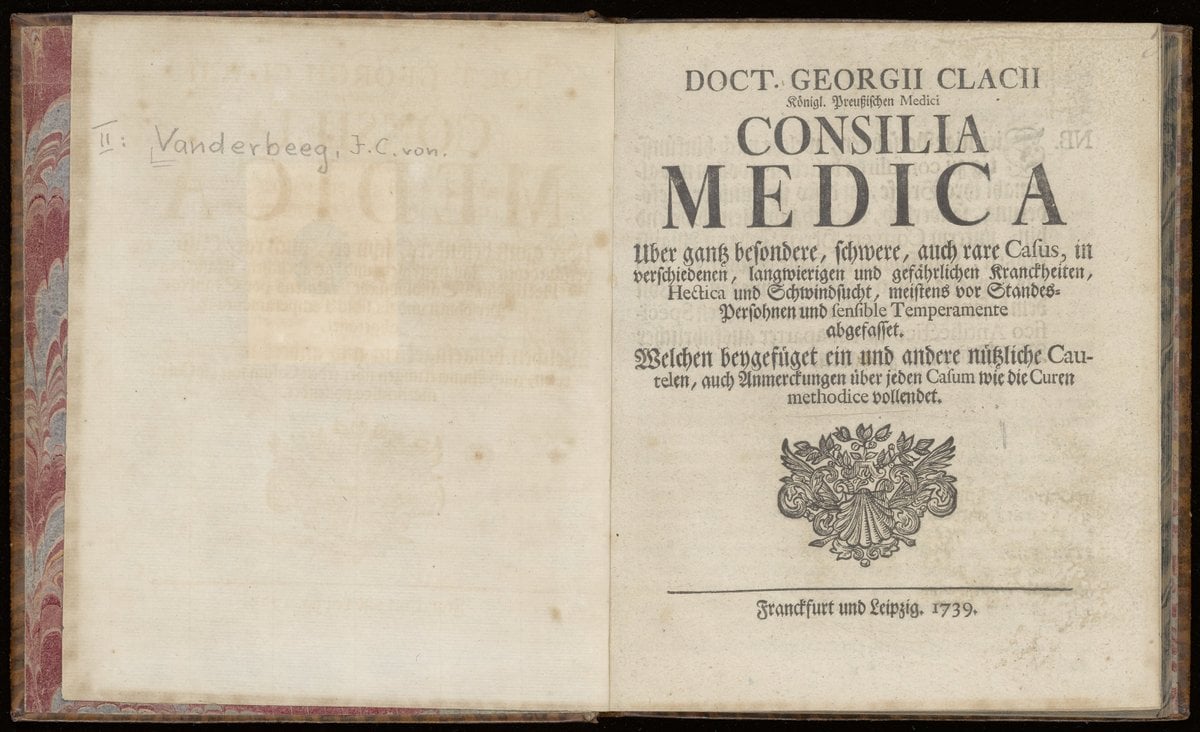 II: Vanderbeeg, J.C. von.
DOCT. GEORGII CLACII
Königl. Preußischen Medici
CONSILIA
MEDICA
Uber gantz besondere, schwere, auch rare Casus, in
verschiedenen, langwierigen und gefährlichen Kranckheiten,
Hectica und Schwindsucht, meistens vor Standes-
Persohnen und sensible Temperamente
abgefasset.
Welchen beygefüget ein und andere nützliche Cau-
telen, auch Anmerckungen über jeden Casum wie die Curen
methodice vollendet.
Franckfurt und Leipzig. 1739.